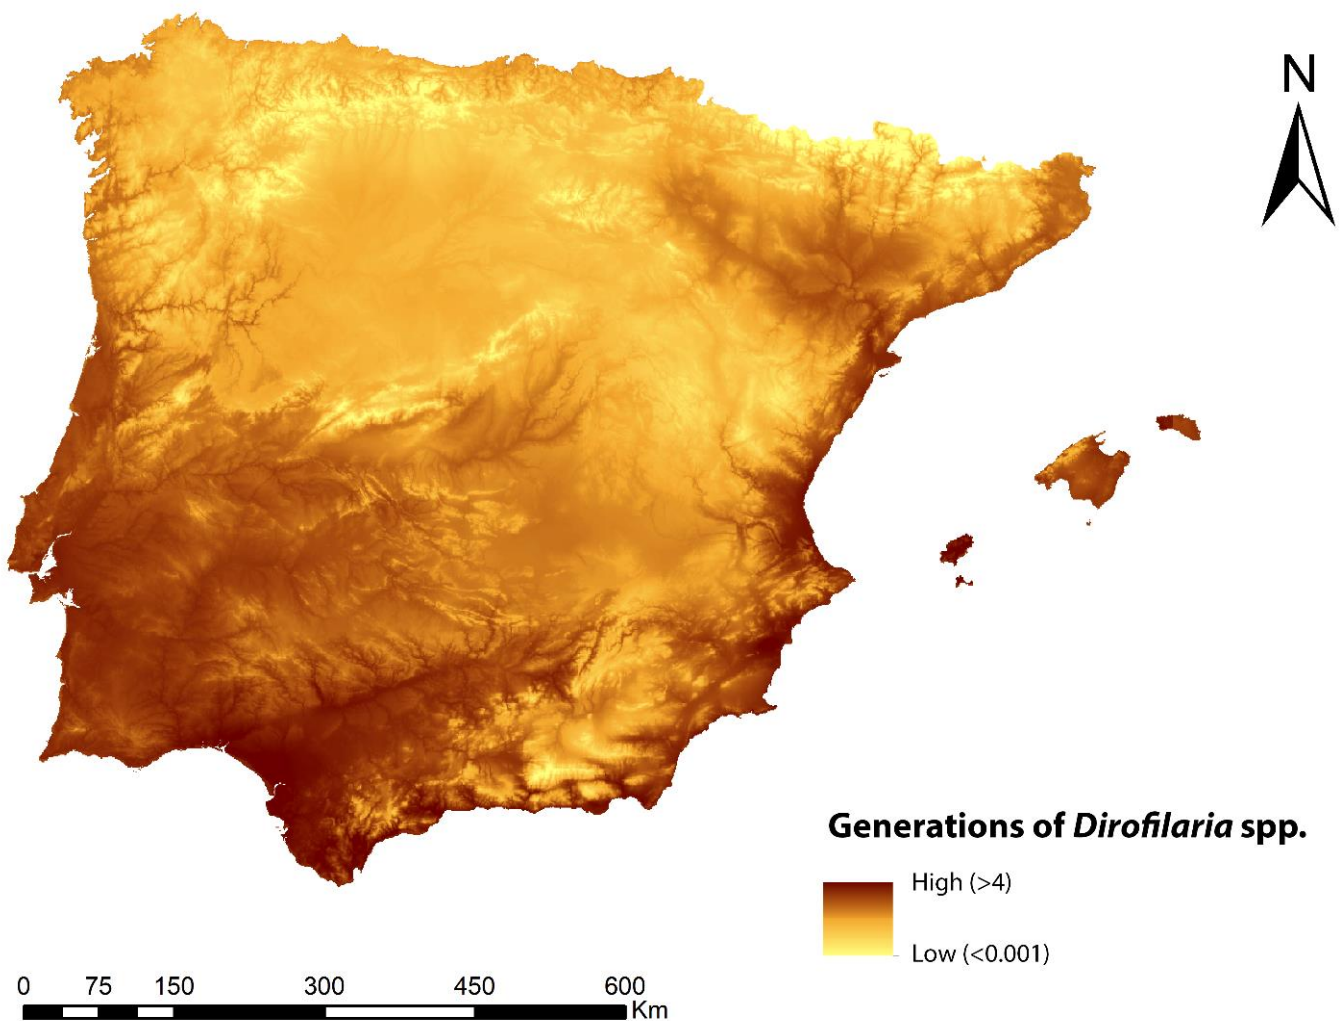 N
Generations of Dirofilaria spp.
High (>4)
Low (<0.001)
0 75 150 300 450 600
Km